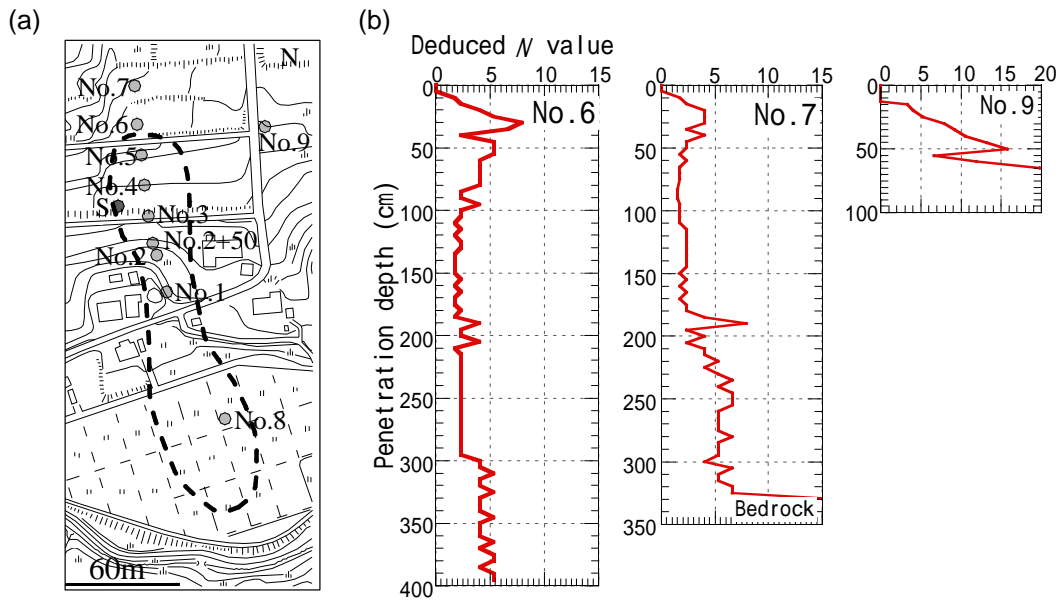 (a)
N
No.7
No.6
No.9
No.5
No.4
S
No.3
No.2+50
No.2
No.1
No.8
60m
(b)
Deduced N value
0 5 10 15
0 5 10 15
0 5 10 15 20
Penetration depth (cm)
0
50
100
150
200
250
300
350
400
No.6
0
50
100
150
200
250
300
350
No.7
Bedrock
0
50
100
No.9